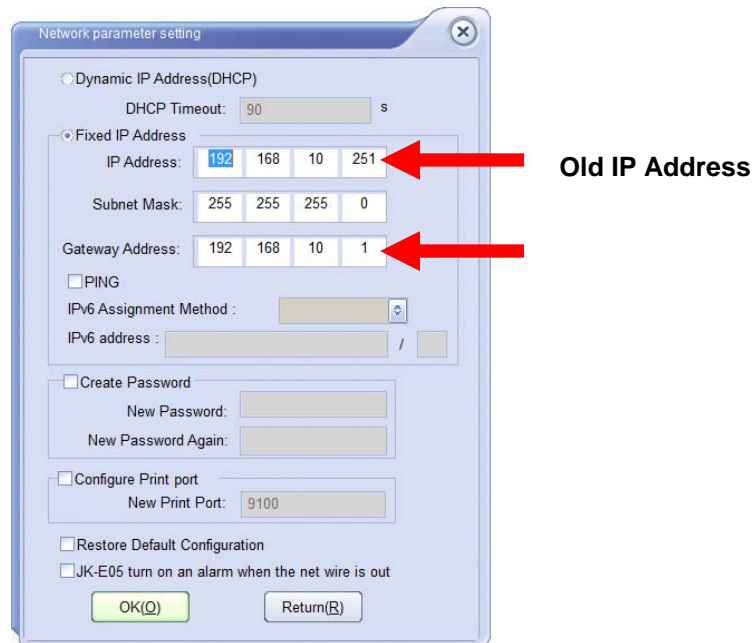 Network parameter setting
Dynamic IP Address(DHCP)
DHCP Timeout: 90 s
Fixed IP Address
IP Address: 192 168 10 251
Old IP Address
Subnet Mask: 255 255 255 0
Gateway Address: 192 168 10 1
PING
IPv6 Assignment Method :
IPv6 address : /
Create Password
New Password:
New Password Again:
Configure Print port
New Print Port: 9100
Restore Default Configuration
JK-E05 turn on an alarm when the net wire is out
OK(O) Return(R)